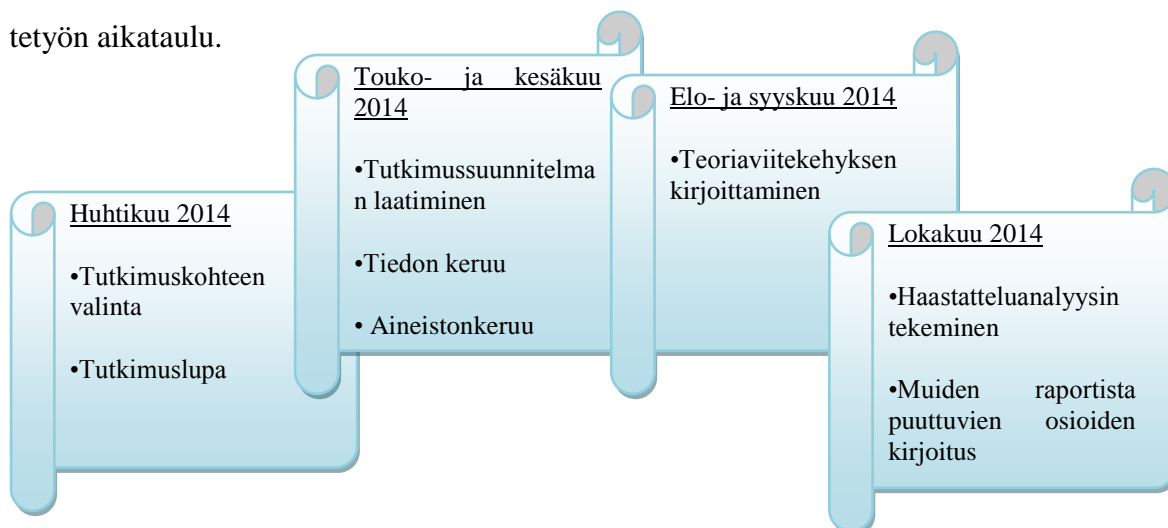 tetyön aikataulu.
Huhtikuu 2014
•Tutkimuskohteen
valinta
•Tutkimuslupa
Touko- ja kesäkuu
2014
•Tutkimussuunnitelma
n laatiminen
•Tiedon keruu
• Aineistonkeruu
Elo- ja syyskuu 2014
•Teoriaviitekehyksen
kirjoittaminen
Lokakuu 2014
•Haastatteluanalyysin
tekeminen
•Muiden raportista
puuttuvien osioiden
kirjoitus